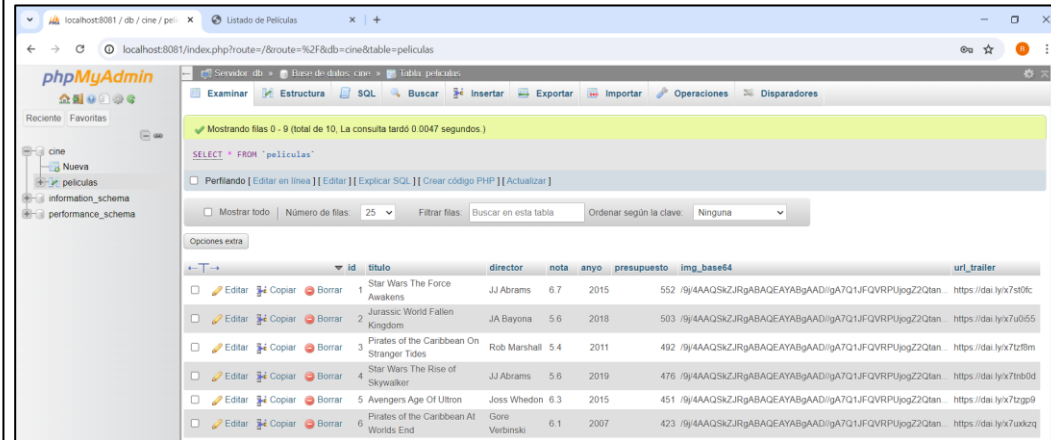 localhost:8081 / db / cine / peli
Listado de Películas
localhost:8081/index.php?route=/&route=%2F&db=cine&table=peliculas
phpMyAdmin
Reciente Favoritas
cine
Nueva
peliculas
information_schema
performance_schema
Servidor: db » Base de datos: cine » Tabla: peliculas
Examinar Estructura SQL Buscar Insertar Exportar Importar Operaciones Disparadores
Mostrando filas 0 - 9 (total de 10, La consulta tardó 0.0047 segundos.)
SELECT * FROM `peliculas`
Perfilando [ Editar en línea ] [ Editar ] [ Explicar SQL ] [ Crear código PHP ] [ Actualizar ]
Mostrar todo Número de filas: 25 Filtrar filas: Buscar en esta tabla Ordenar según la clave: Ninguna
Opciones extra
id titulo director nota anyo presupuesto img_base64 url_trailer
Editar Copiar Borrar 1 Star Wars The Force Awakens JJ Abrams 6.7 2015 552 /9j/4AAQSkZJRgABAQEAYABgAAD//gA7Q1JFQVRPUjogZ2Qtan... https://dai.ly/x7st0fc
Editar Copiar Borrar 2 Jurassic World Fallen Kingdom JA Bayona 5.6 2018 503 /9j/4AAQSkZJRgABAQEAYABgAAD//gA7Q1JFQVRPUjogZ2Qtan... https://dai.ly/x7u0i55
Editar Copiar Borrar 3 Pirates of the Caribbean On Stranger Tides Rob Marshall 5.4 2011 492 /9j/4AAQSkZJRgABAQEAYABgAAD//gA7Q1JFQVRPUjogZ2Qtan... https://dai.ly/x7tzf8m
Editar Copiar Borrar 4 Star Wars The Rise of Skywalker JJ Abrams 5.6 2019 476 /9j/4AAQSkZJRgABAQEAYABgAAD//gA7Q1JFQVRPUjogZ2Qtan... https://dai.ly/x7tnb0d
Editar Copiar Borrar 5 Avengers Age Of Ultron Joss Whedon 6.3 2015 451 /9j/4AAQSkZJRgABAQEAYABgAAD//gA7Q1JFQVRPUjogZ2Qtan... https://dai.ly/x7tzgp9
Editar Copiar Borrar 6 Pirates of the Caribbean At Worlds End Gore Verbinski 6.1 2007 423 /9j/4AAQSkZJRgABAQEAYABgAAD//gA7Q1JFQVRPUjogZ2Qtan... https://dai.ly/x7uxkzq